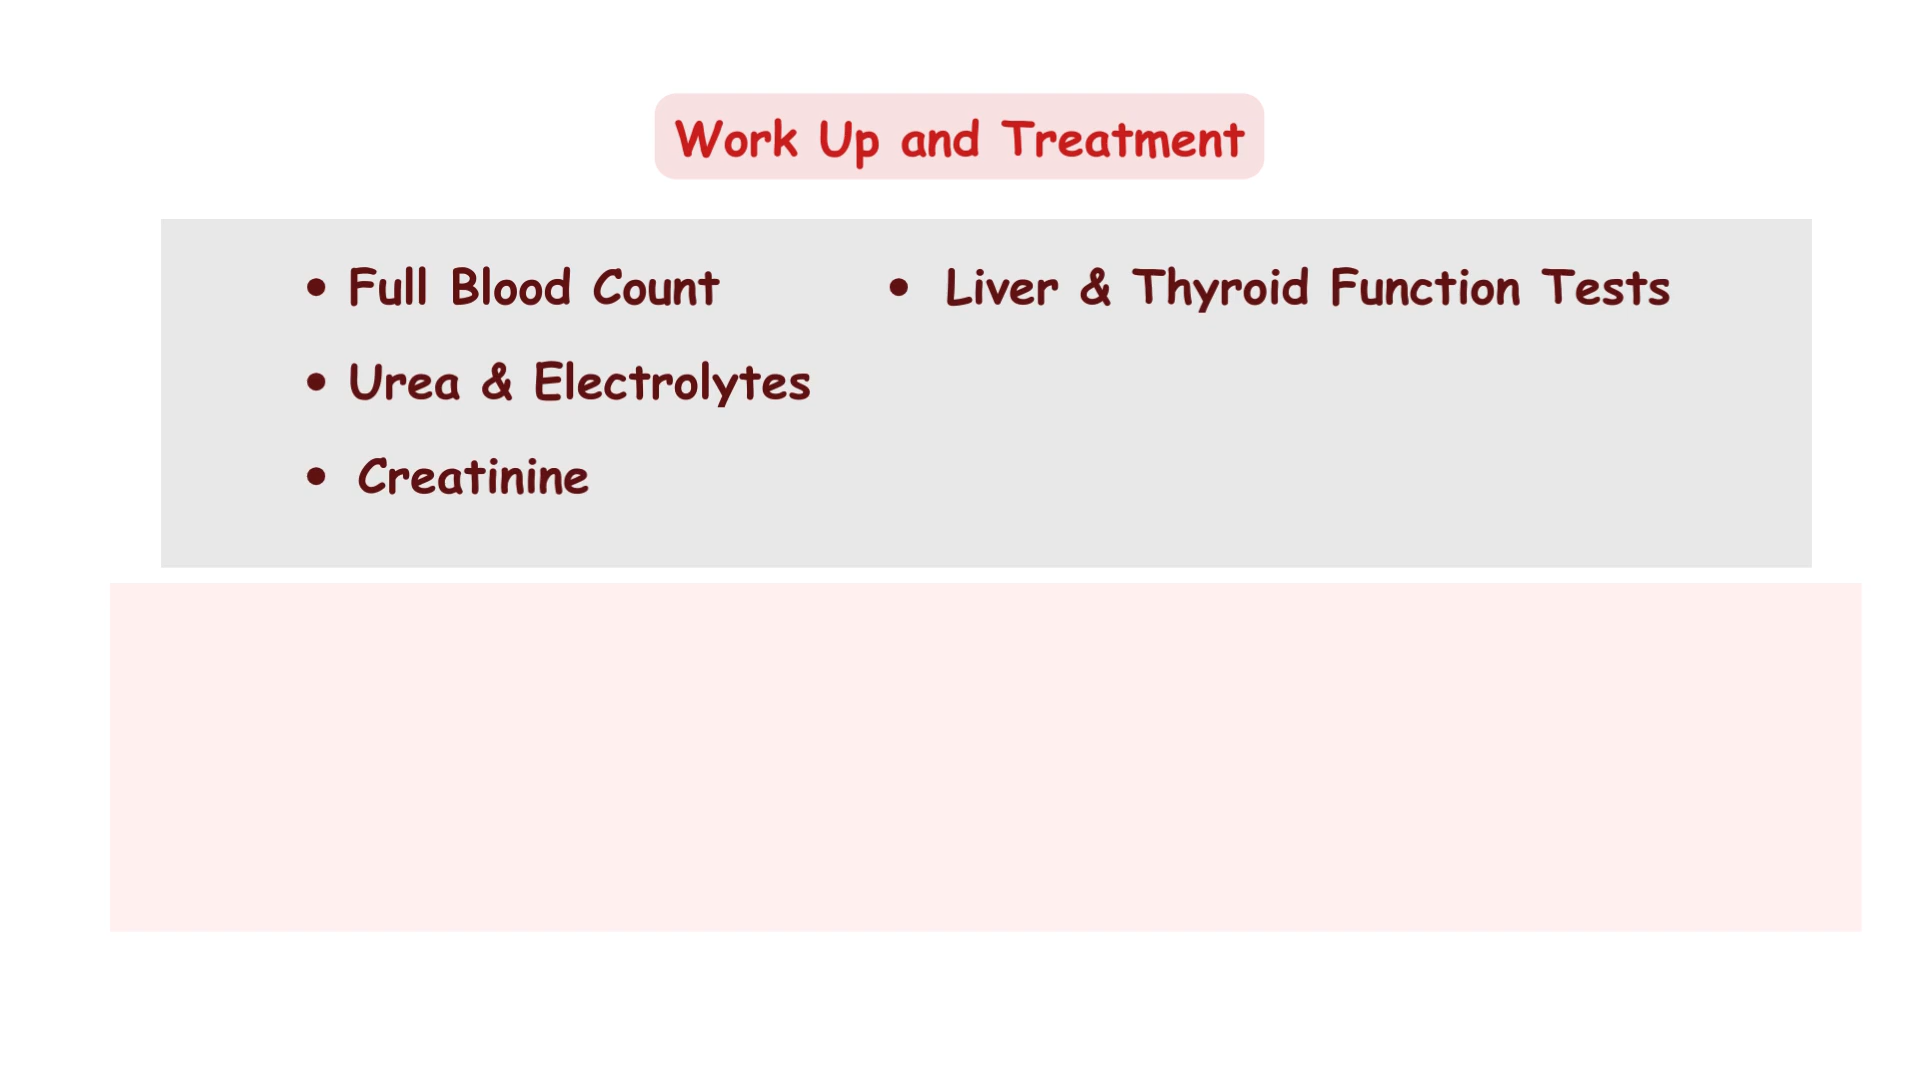 Work Up and Treatment
• Full Blood Count
• Urea & Electrolytes
• Creatinine
• Liver & Thyroid Function Tests